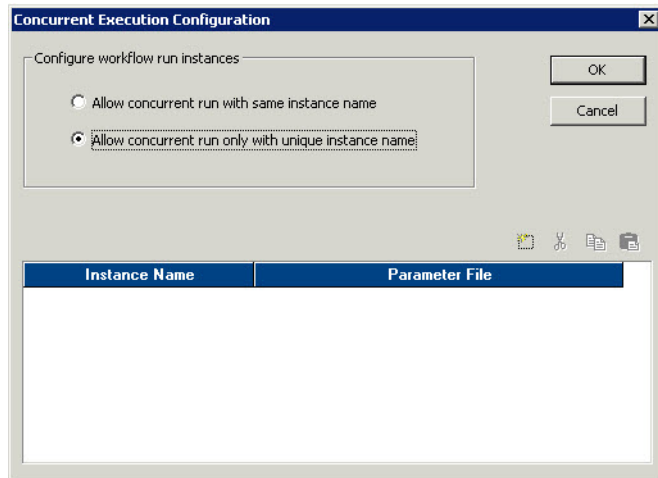 Concurrent Execution Configuration
Configure workflow run instances
Allow concurrent run with same instance name
Allow concurrent run only with unique instance name
OK
Cancel
Instance Name Parameter File